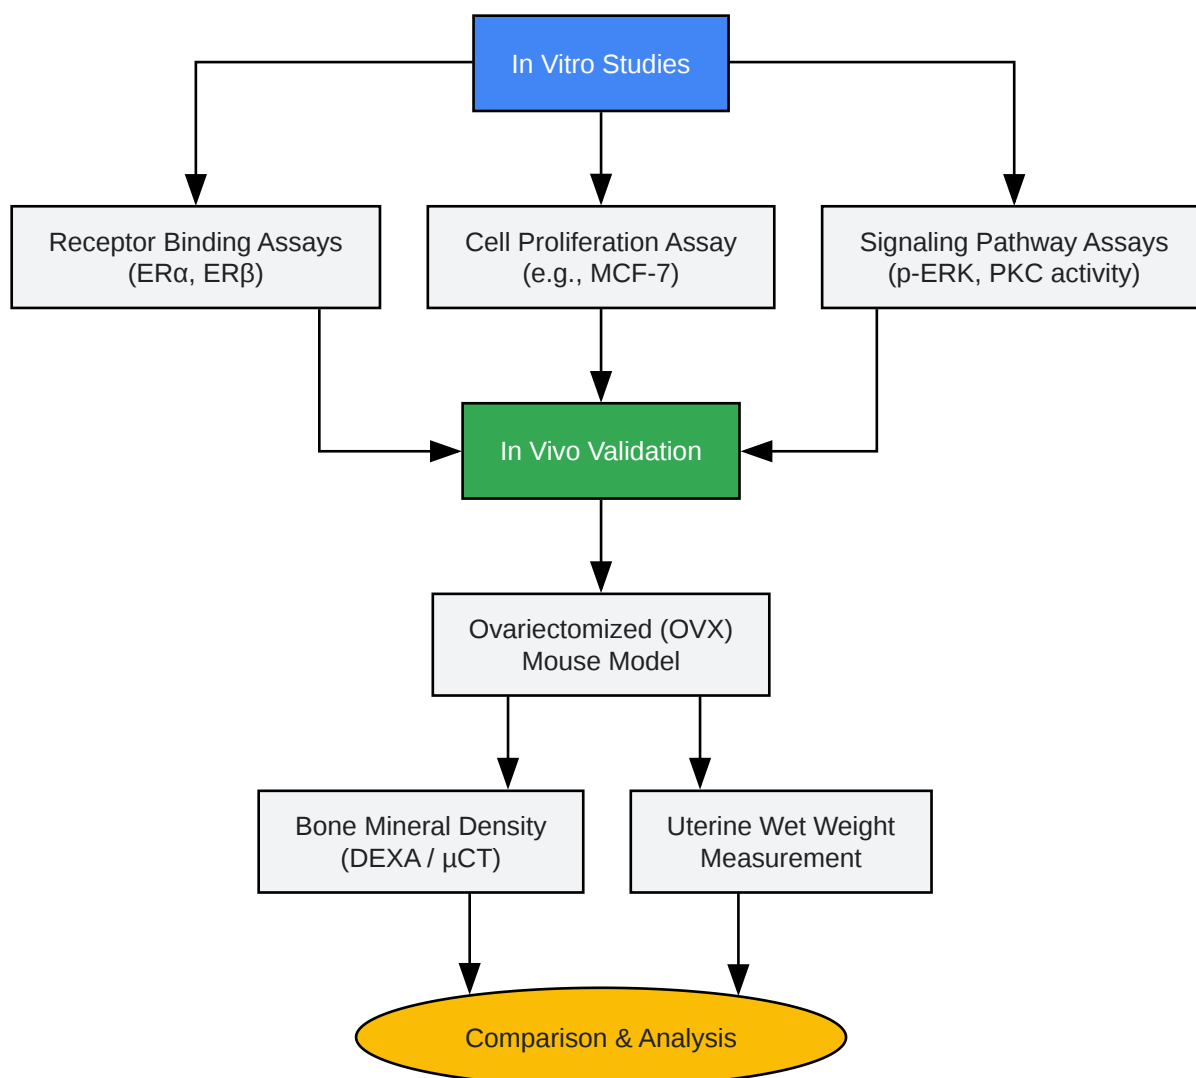 In Vitro Studies
Receptor Binding Assays
(ERα, ERβ)
Cell Proliferation Assay
(e.g., MCF-7)
Signaling Pathway Assays
(p-ERK, PKC activity)
In Vivo Validation
Ovariectomized (OVX)
Mouse Model
Bone Mineral Density
(DEXA / µCT)
Uterine Wet Weight
Measurement
Comparison & Analysis